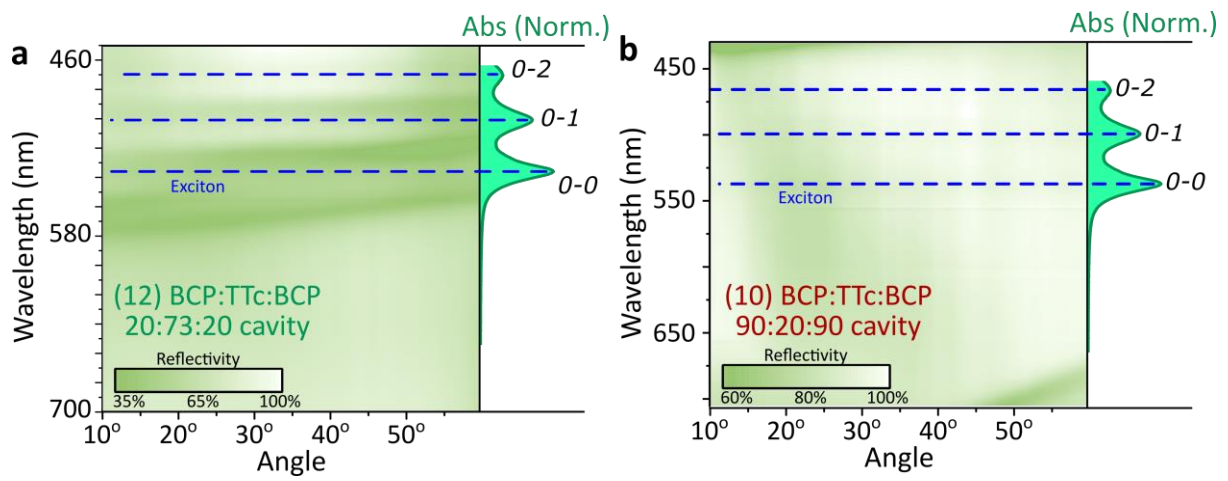 a
Abs (Norm.)
460
580
700
Wavelength (nm)
0-2
0-1
0-0
Exciton
(12) BCP:TTc:BCP
20:73:20 cavity
Reflectivity
35% 65% 100%
10° 20° 30° 40° 50°
Angle
b
Abs (Norm.)
450
550
650
Wavelength (nm)
0-2
0-1
0-0
Exciton
(10) BCP:TTc:BCP
90:20:90 cavity
Reflectivity
60% 80% 100%
10° 20° 30° 40° 50°
Angle